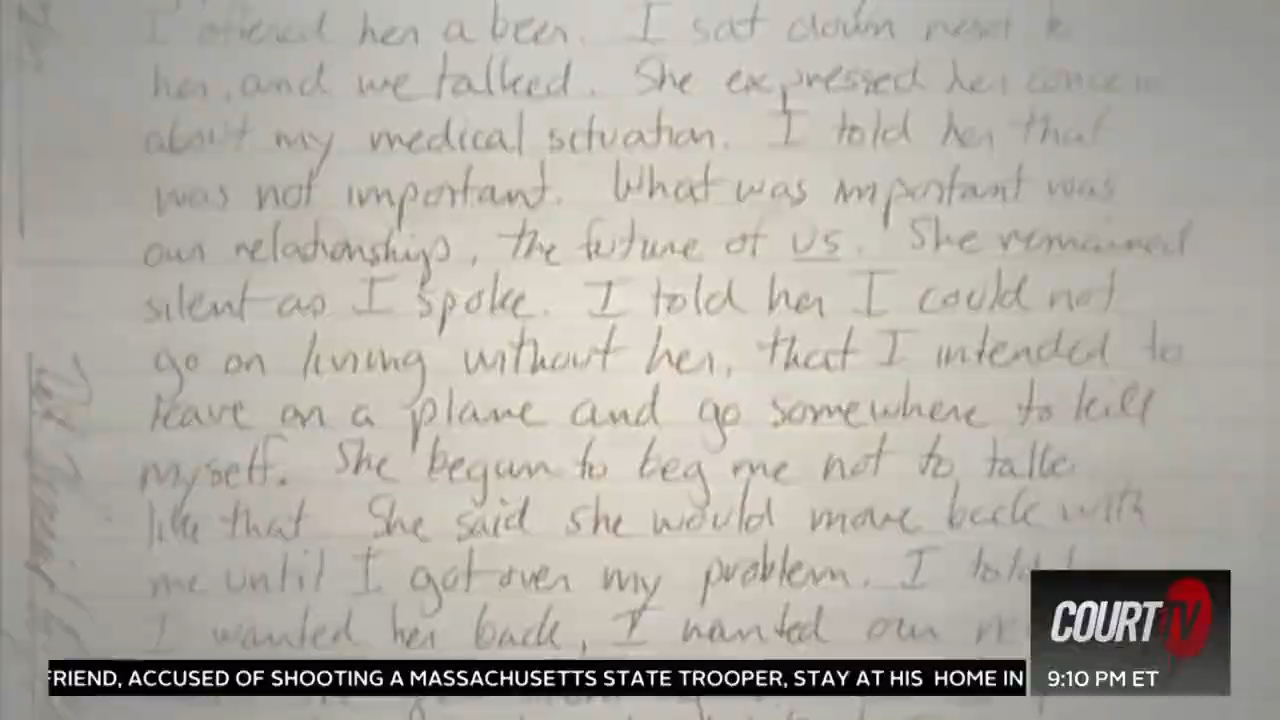 I offered her a beer. I sat down next to
her, and we talked. She expressed her concern
about my medical situation. I told her that
was not important. What was important was
our relationships, the future of us. She remained
silent as I spoke. I told her I could not
go on living without her, that I intended to
leave on a plane and go somewhere to kill
myself. She begun to beg me not to talk
like that She said she would move back with
me until I got over my problem. I told
I wanted her back, I wanted our
COURT TV
FRIEND, ACCUSED OF SHOOTING A MASSACHUSETTS STATE TROOPER, STAY AT HIS HOME IN
9:10 PM ET